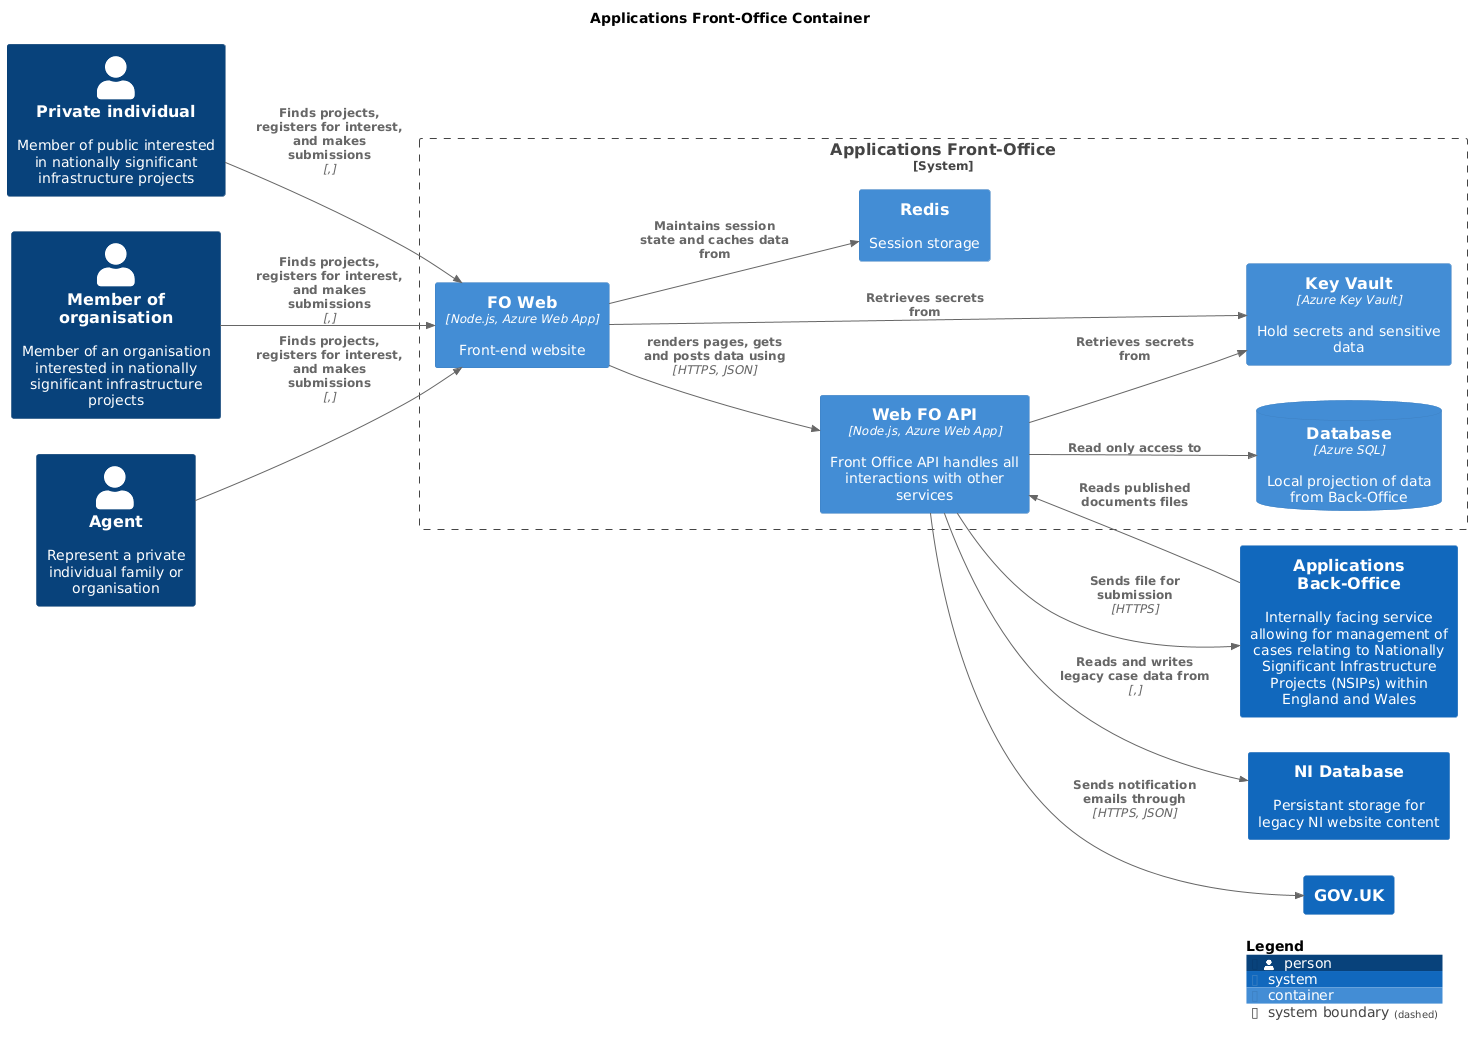 Applications Front-Office Container
Private individual
Member of public interested
in nationally significant
infrastructure projects
Finds projects,
registers for interest,
and makes
submissions
[,]
Member of
organisation
Member of an organisation
interested in nationally
significant infrastructure
projects
Finds projects,
registers for interest,
and makes
submissions
[,]
Agent
Represent a private
individual family or
organisation
Finds projects,
registers for interest,
and makes
submissions
[,]
Applications Front-Office
[System]
FO Web
[Node.js, Azure Web App]
Front-end website
Maintains session
state and caches data
from
Redis
Session storage
Retrieves secrets
from
Key Vault
[Azure Key Vault]
Hold secrets and sensitive
data
renders pages, gets
and posts data using
[HTTPS, JSON]
Web FO API
[Node.js, Azure Web App]
Front Office API handles all
interactions with other
services
Retrieves secrets
from
Read only access to
Database
[Azure SQL]
Local projection of data
from Back-Office
Reads published
documents files
Applications
Back-Office
Internally facing service
allowing for management of
cases relating to Nationally
Significant Infrastructure
Projects (NSIPs) within
England and Wales
Sends file for
submission
[HTTPS]
Reads and writes
legacy case data from
[,]
NI Database
Persistant storage for
legacy NI website content
Sends notification
emails through
[HTTPS, JSON]
GOV.UK
Legend
person
system
container
system boundary (dashed)